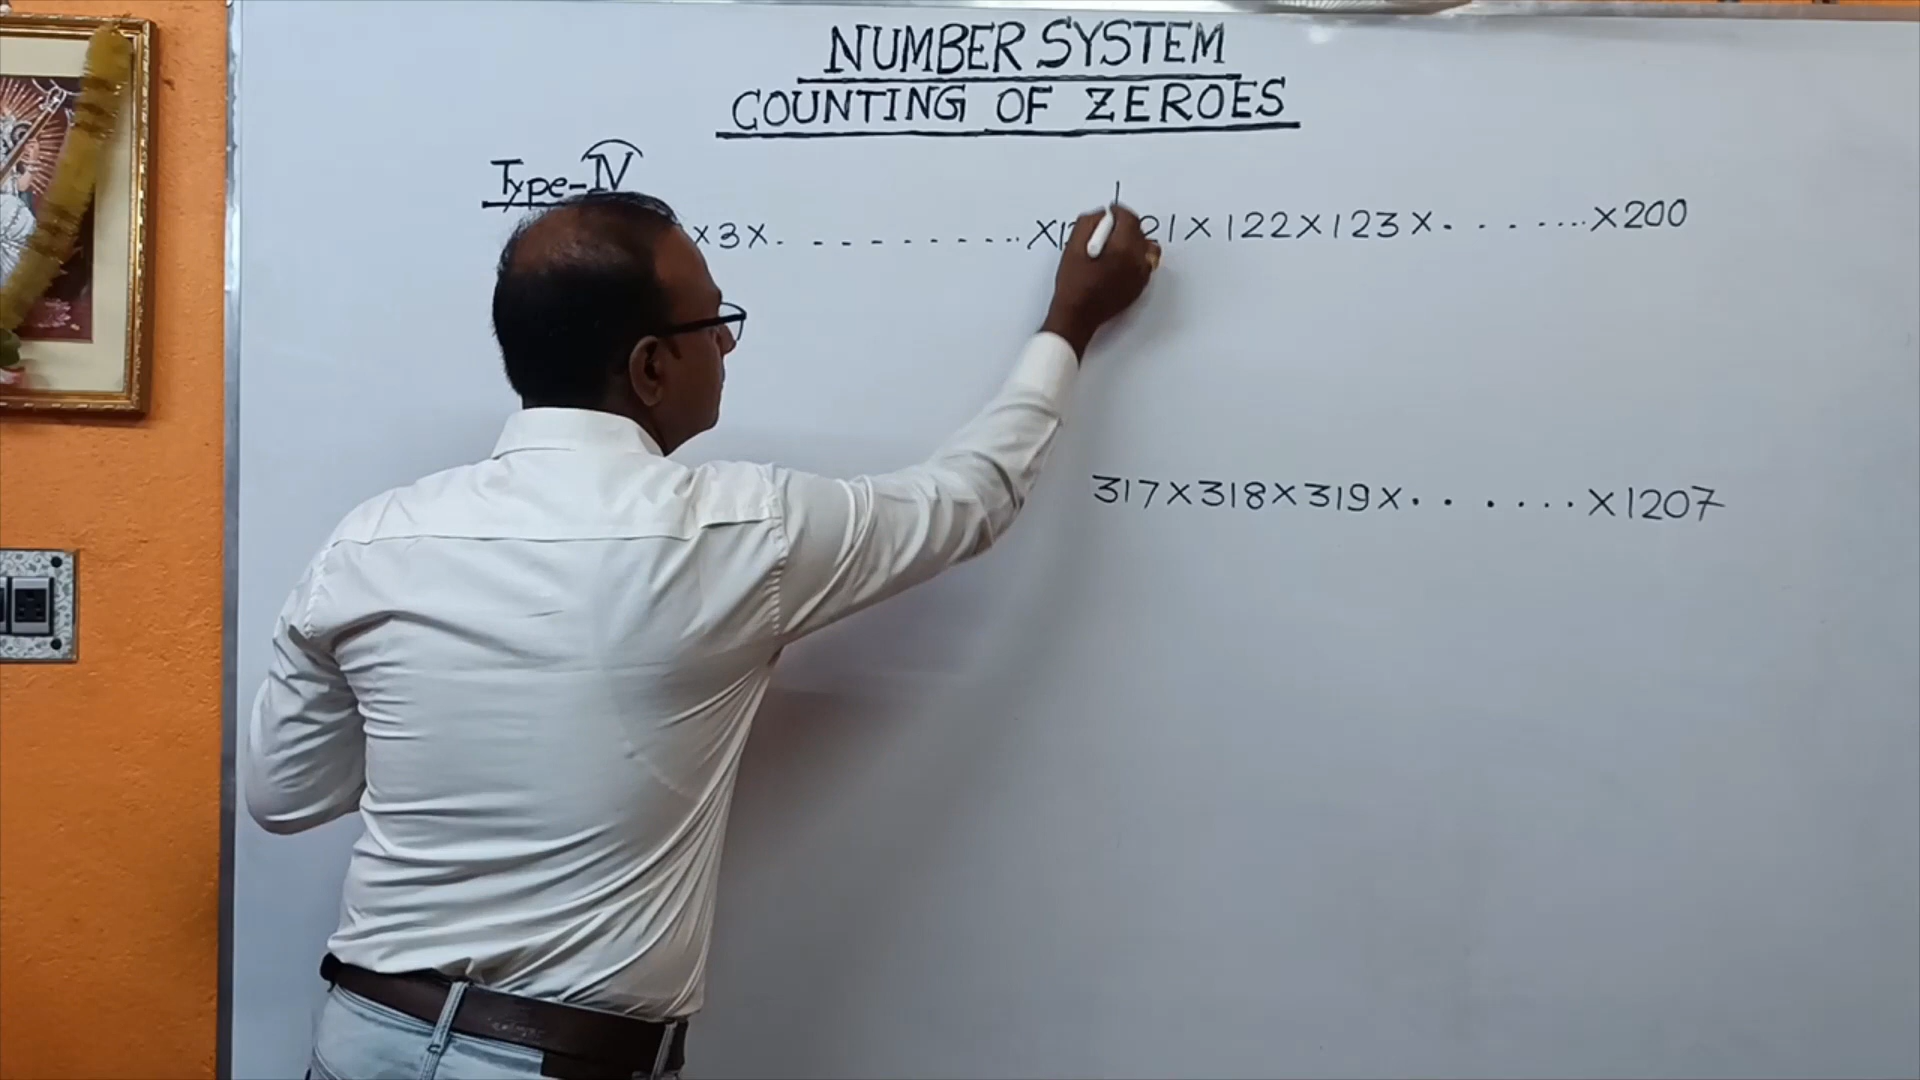 NUMBER SYSTEM
COUNTING OF ZEROES
Type-IV
×3×. - - - - - - - - .. × 21×122×123×. - - - - ... ×200
317×318×319×. . . . . . . ×1207